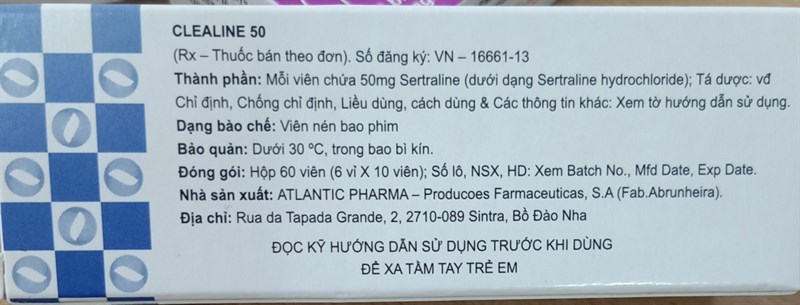 CLEALINE 50
(Rx – Thuốc bán theo đơn). Số đăng ký: VN – 16661-13
Thành phần: Mỗi viên chứa 50mg Sertraline (dưới dạng Sertraline hydrochloride); Tá dược: vđ
Chỉ định, Chống chỉ định, Liều dùng, cách dùng & Các thông tin khác: Xem tờ hướng dẫn sử dụng.
Dạng bào chế: Viên nén bao phim
Bảo quản: Dưới 30 ºC, trong bao bì kín.
Đóng gói: Hộp 60 viên (6 vỉ X 10 viên); Số lô, NSX, HD: Xem Batch No., Mfd Date, Exp Date.
Nhà sản xuất: ATLANTIC PHARMA – Producoes Farmaceuticas, S.A (Fab.Abrunheira).
Địa chỉ: Rua da Tapada Grande, 2, 2710-089 Sintra, Bồ Đào Nha
ĐỌC KỸ HƯỚNG DẪN SỬ DỤNG TRƯỚC KHI DÙNG
ĐỂ XA TẦM TAY TRẺ EM